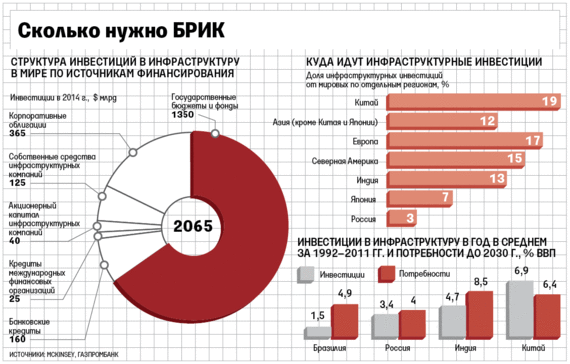 Сколько нужно БРИК
СТРУКТУРА ИНВЕСТИЦИЙ В ИНФРАСТРУКТУРУ
В МИРЕ ПО ИСТОЧНИКАМ ФИНАНСИРОВАНИЯ
Инвестиции в 2014 г., $ млрд
Государственные
бюджеты и фонды
1350
Корпоративные
облигации
365
Собственные средства
инфраструктурных
компаний
125
Акционерный
капитал
инфраструктурных
компаний
40
Кредиты
международных
финансовых
организаций
25
Банковские
кредиты
160
2065
КУДА ИДУТ ИНФРАСТРУКТУРНЫЕ ИНВЕСТИЦИИ
Доля инфраструктурных инвестиций
от мировых по отдельным регионам, %
Китай 19
Азия (кроме Китая и Японии) 12
Европа 17
Северная Америка 15
Индия 13
Япония 7
Россия 3
ИНВЕСТИЦИИ В ИНФРАСТРУКТУРУ В ГОД В СРЕДНЕМ
ЗА 1992–2011 ГГ. И ПОТРЕБНОСТИ ДО 2030 Г., % ВВП
Инвестиции Потребности
1,5 4,9 3,4 4 4,7 8,5 6,9 6,4
Бразилия Россия Индия Китай
ИСТОЧНИКИ: MCKINSEY, ГАЗПРОМБАНК